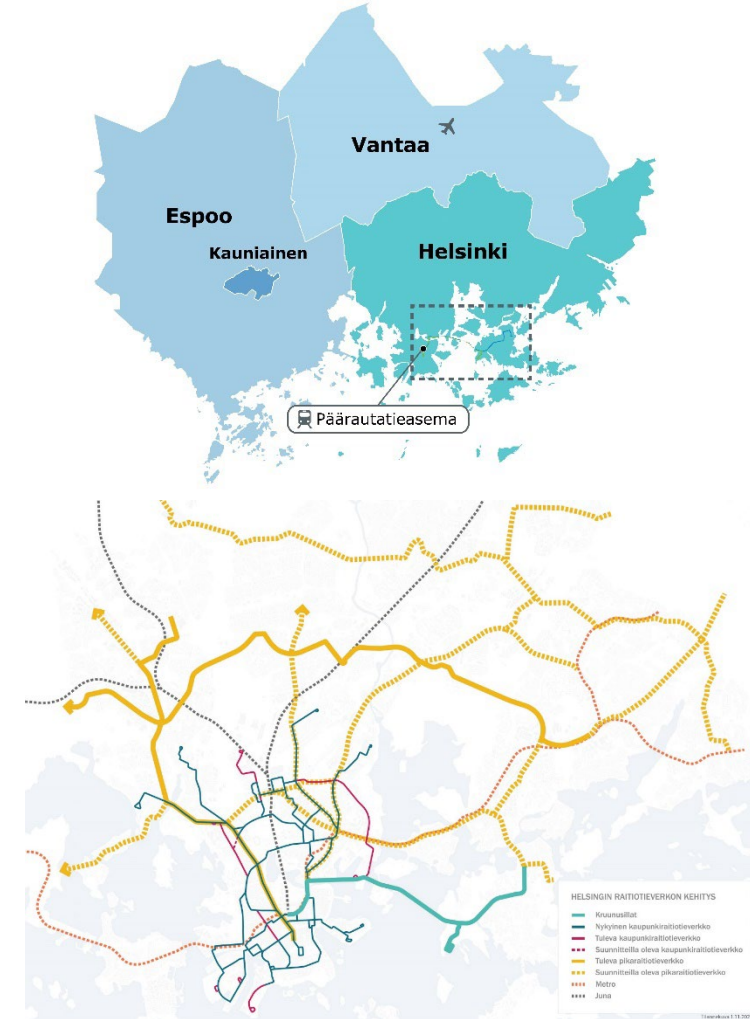 Vantaa
Espoo
Kauniainen
Helsinki
Päärautatieasema
HELSINGIN RAITIOTIEVERKON KEHITYS
Kruunusillat
Nykyinen kaupunkiraitiotieverkko
Tuleva kaupunkiraitiotieverkko
Suunnitteilla oleva kaupunkiraitiotieverkko
Tuleva pikaraitiotieverkko
Suunnitteilla oleva pikaraitiotieverkko
Metro
Juna